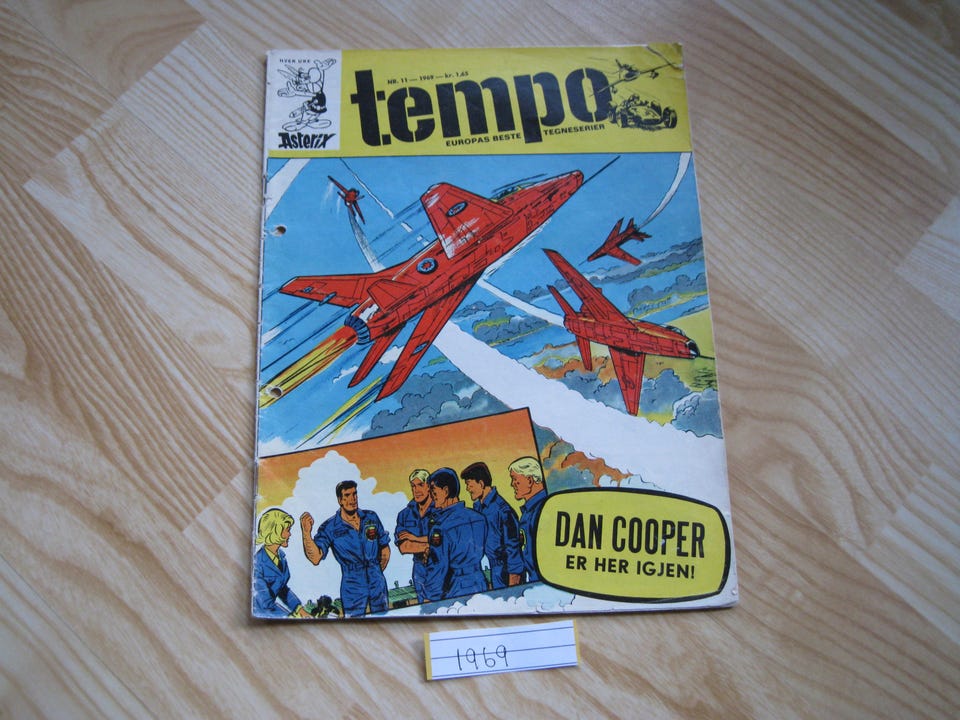 HVER UKE
Asterix
NR. 11 — 1969 — kr. 1,65
tempo
EUROPAS BESTE TEGNESERIER
DAN COOPER
ER HER IGJEN!
1969